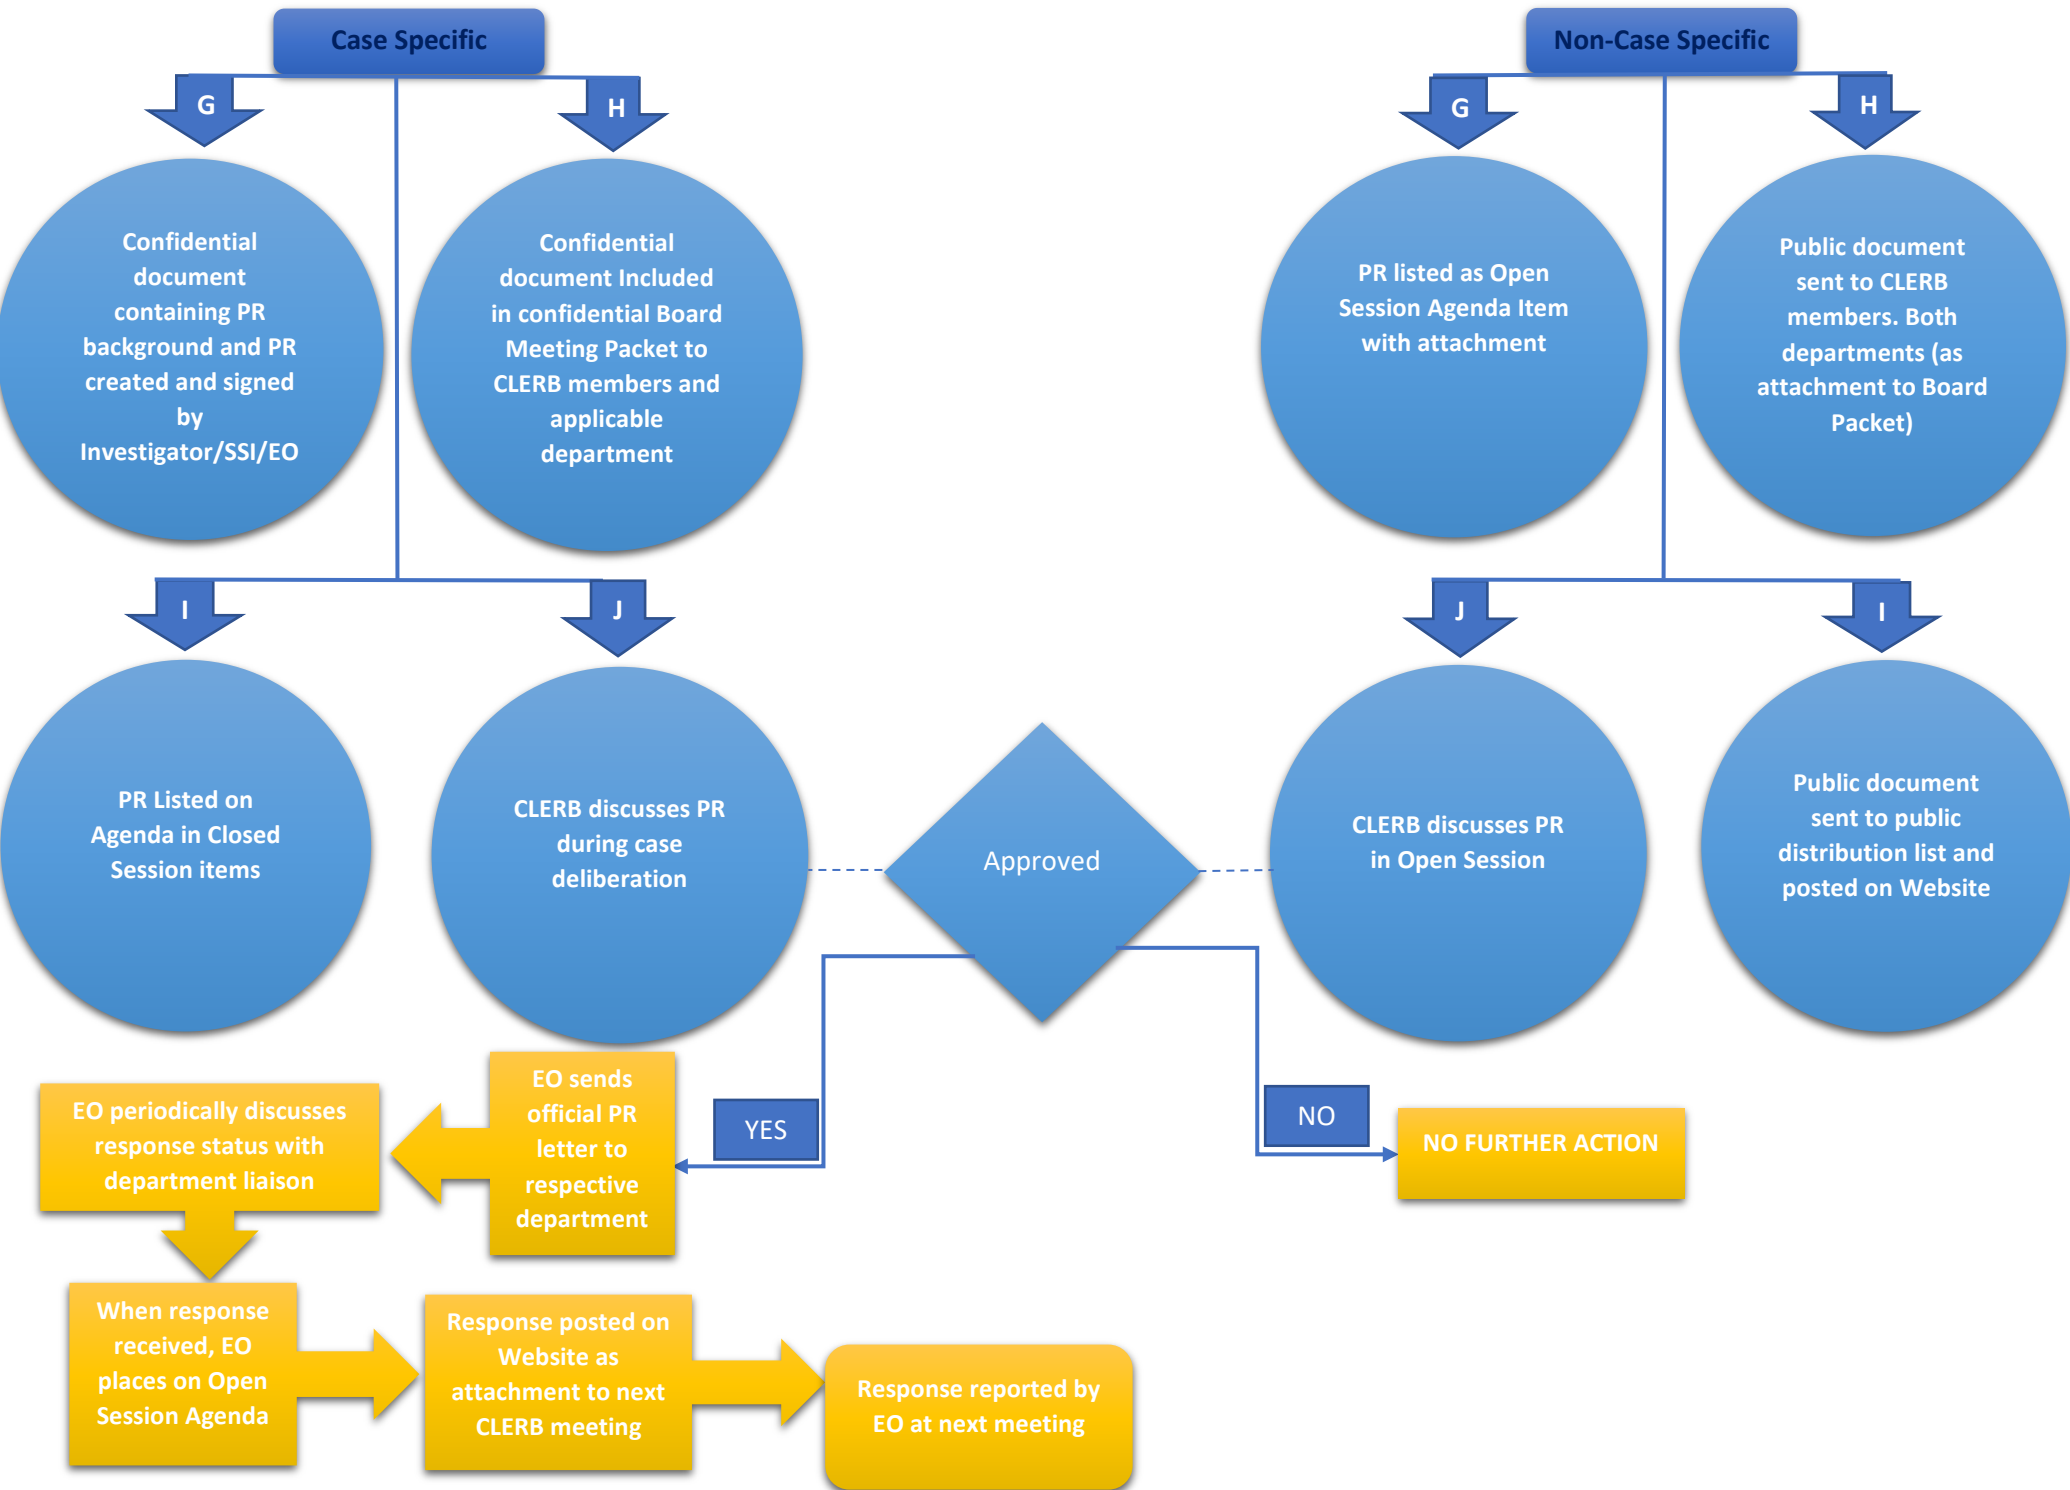 Case Specific
Non-Case Specific
G
H
G
H
Confidential
document
containing PR
background and PR
created and signed
by
Investigator/SSI/EO
Confidential
document Included
in confidential Board
Meeting Packet to
CLERB members and
applicable
department
PR listed as Open
Session Agenda Item
with attachment
Public document
sent to CLERB
members. Both
departments (as
attachment to Board
Packet)
I
J
J
I
PR Listed on
Agenda in Closed
Session items
CLERB discusses PR
during case
deliberation
Approved
CLERB discusses PR
in Open Session
Public document
sent to public
distribution list and
posted on Website
EO periodically discusses
response status with
department liaison
EO sends
official PR
letter to
respective
department
YES
NO
NO FURTHER ACTION
When response
received, EO
places on Open
Session Agenda
Response posted on
Website as
attachment to next
CLERB meeting
Response reported by
EO at next meeting